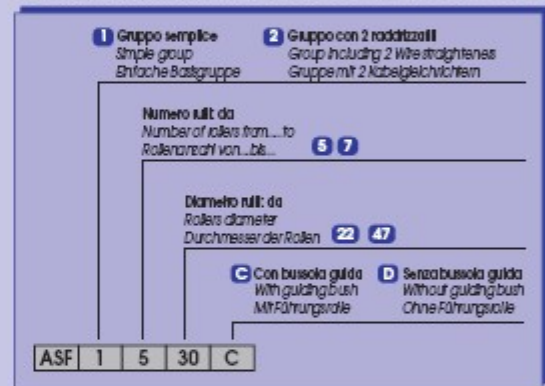 1 Gruppo semplice
Simple group
Einfache Basisgruppe
2 Gruppo con 2 raddrizzafili
Group including 2 Wire straighteners
Gruppe mit 2 Kabelgleichrichtern
Numero rulli: da
Number of rollers from.....to
Rollenanzahl von...bis...
5 7
Diametro rulli: da
Rollers diameter
Durchmesser der Rollen
22 47
C Con bussola guida
With guiding bush
Mit Führungsrolle
D Senza bussola guida
Without guiding bush
Ohne Führungsrolle
ASF 1 5 30 C